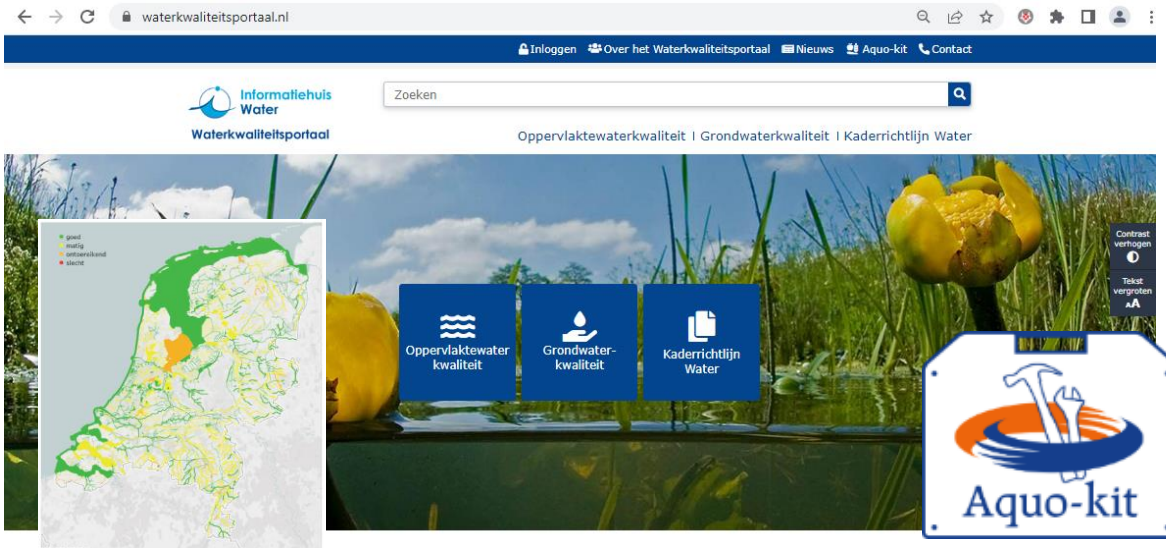 waterkwaliteitsportaal.nl
Inloggen Over het Waterkwaliteitsportaal Nieuws Aquo-kit Contact
Informatiehuis
Water
Waterkwaliteitsportaal
Zoeken
Oppervlaktewaterkwaliteit | Grondwaterkwaliteit | Kaderrichtlijn Water
goed
matig
ontoereikend
slecht
Contrast
verhogen
Tekst
vergroten
AA
Oppervlaktewater
kwaliteit
Grondwater-
kwaliteit
Kaderrichtlijn
Water
Aquo-kit